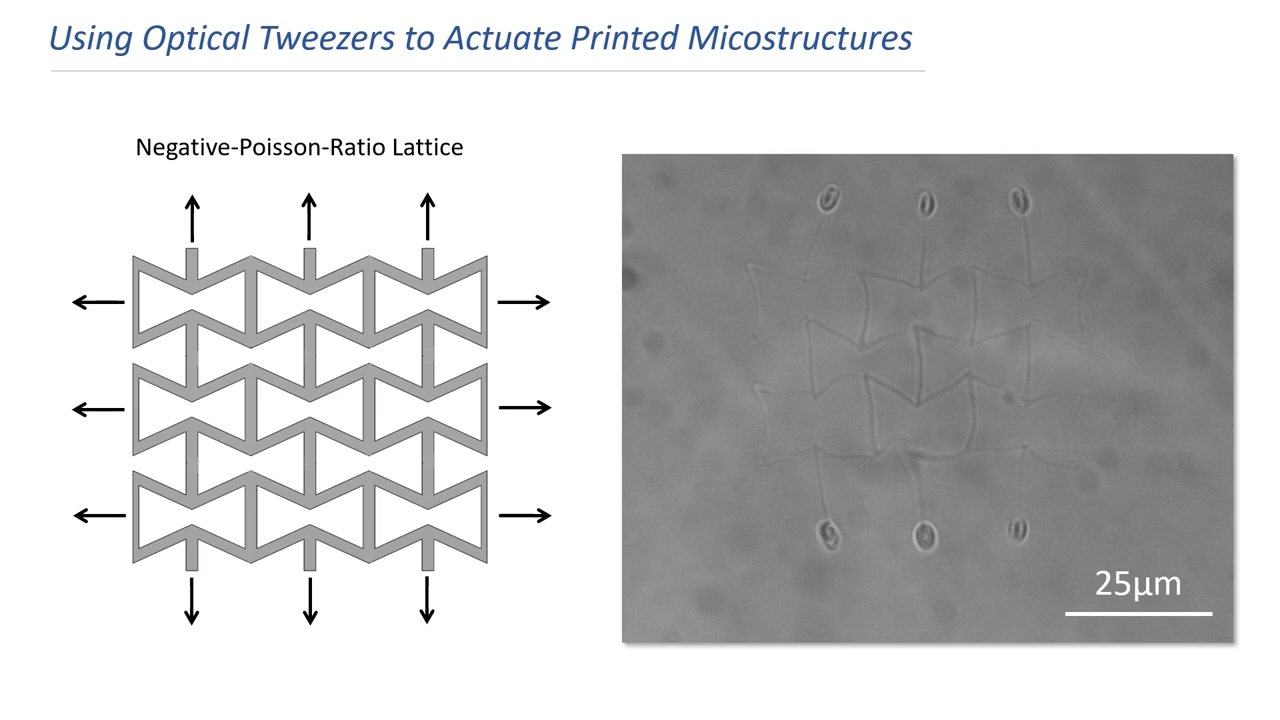 Using Optical Tweezers to Actuate Printed Micostructures
Negative-Poisson-Ratio Lattice
25μm